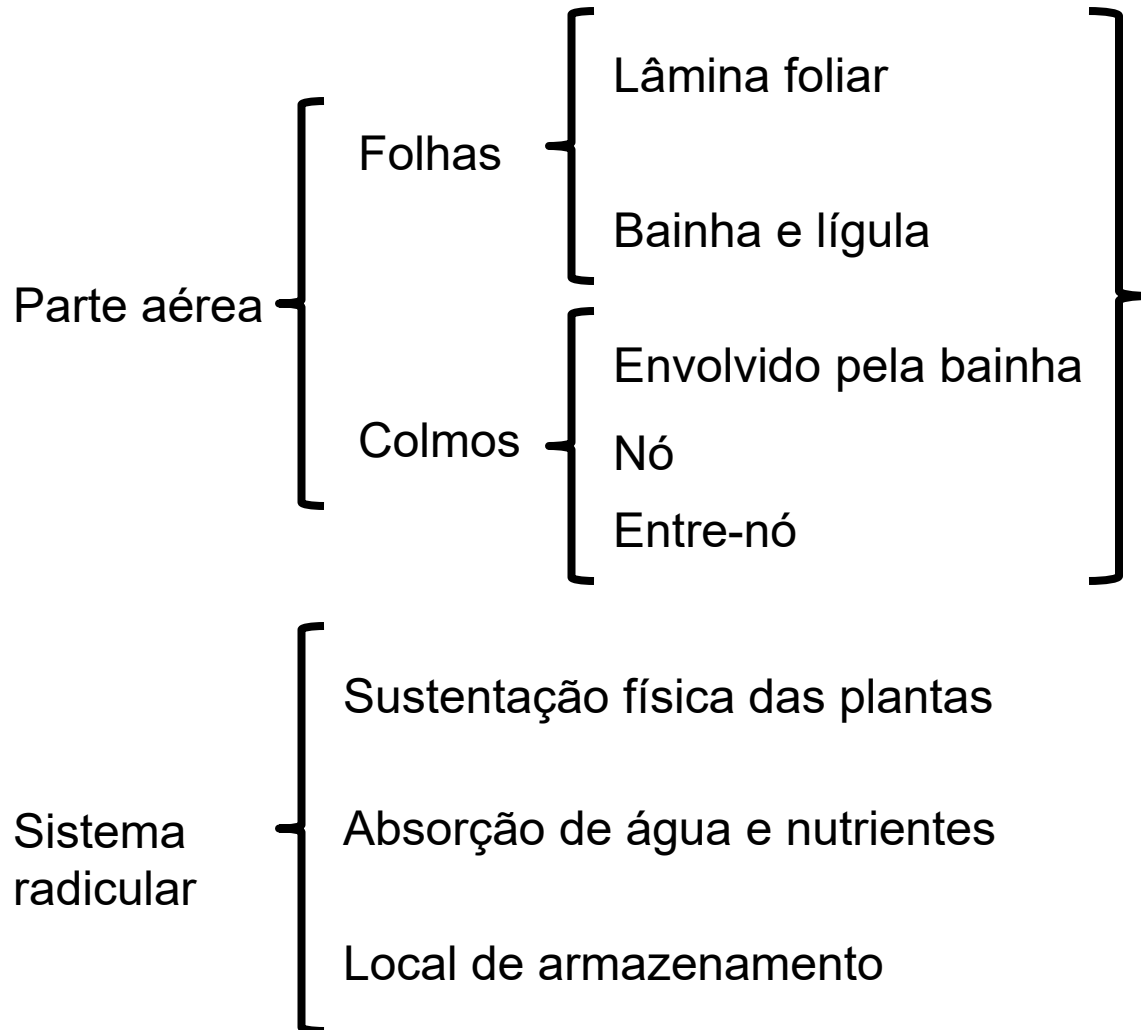 Parte aérea
Folhas
Lâmina foliar
Bainha e lígula
Colmos
Envolvido pela bainha
Nó
Entre-nó
Sistema
radicular
Sustentação física das plantas
Absorção de água e nutrientes
Local de armazenamento